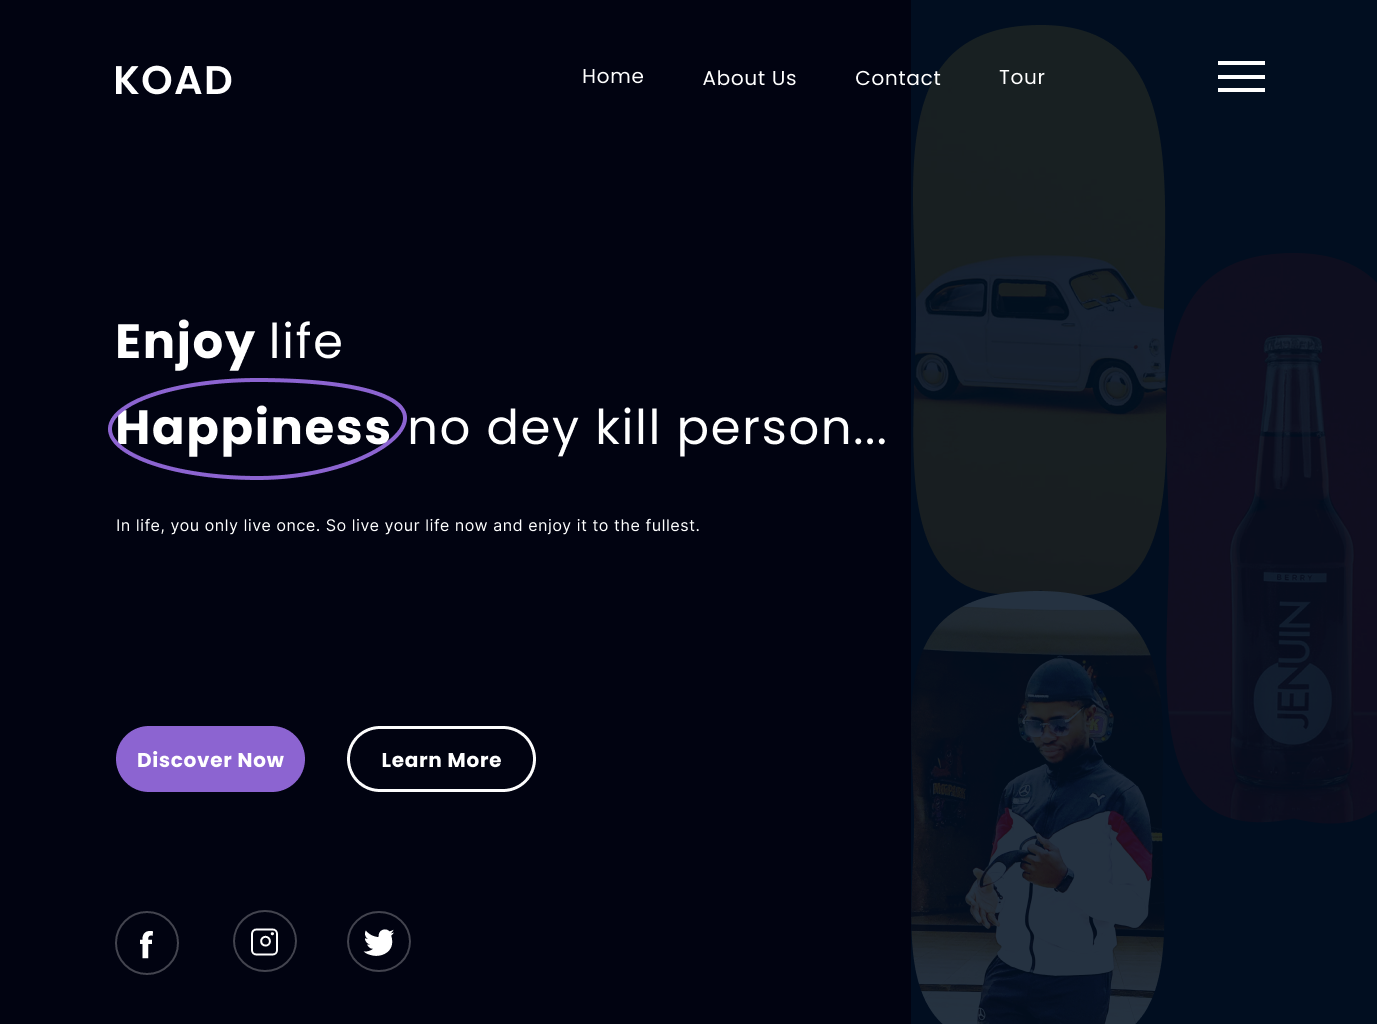 KOAD
Home About Us Contact Tour
Enjoy life
Happiness no dey kill person...
In life, you only live once. So live your life now and enjoy it to the fullest.
Discover Now Learn More
BERRY
JENUIN